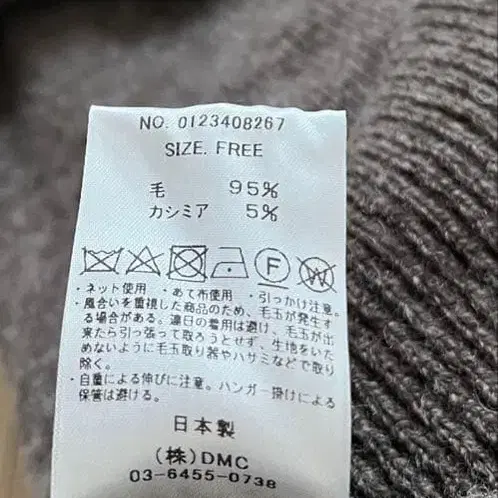 NO. 0123408267
SIZE. FREE
毛 95%
カシミア 5%
P W
・ネット使用 ・あて布使用 ・引っかけ注意。
・風合いを重視した商品のため、毛玉が発生す
る場合がある。連日の着用は避け、毛玉が出
来たら引っ張って取ろうとせず、生地をいた
めないように毛玉取り器やハサミなどで取り
除く。
・自重による伸びに注意。ハンガー掛けによる
保管は避ける。
日本製
(株)DMC
03-6455-0738